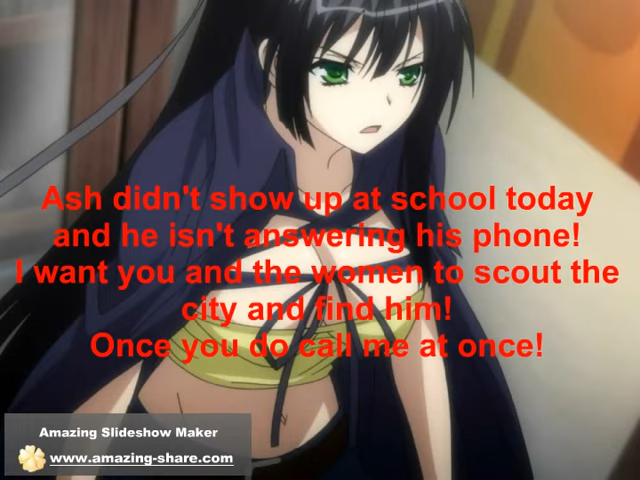 Ash didn't show up at school today
and he isn't answering his phone!
I want you and the women to scout the
city and find him!
Once you do call me at once!
Amazing Slideshow Maker
www.amazing-share.com